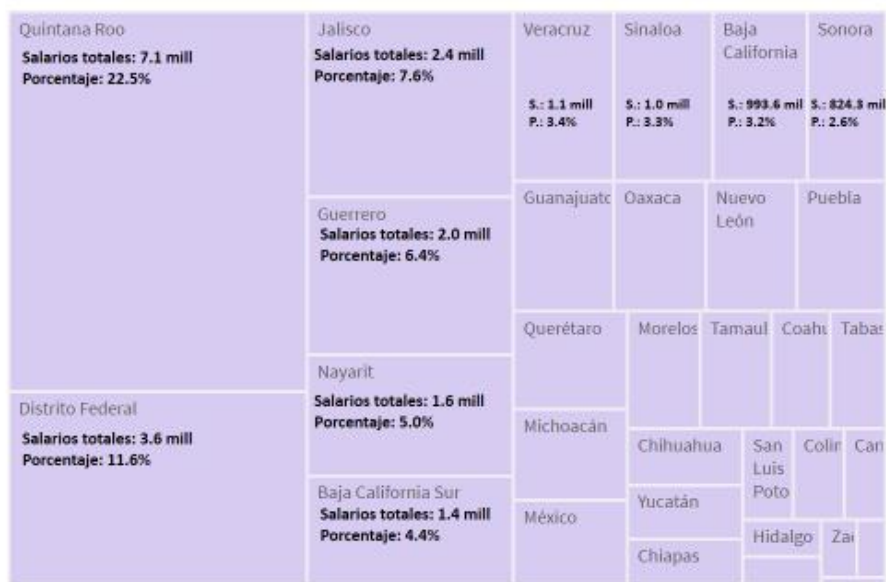 Quintana Roo
Salarios totales: 7.1 mill
Porcentaje: 22.5%
Distrito Federal
Salarios totales: 3.6 mill
Porcentaje: 11.6%
Jalisco
Salarios totales: 2.4 mill
Porcentaje: 7.6%
Guerrero
Salarios totales: 2.0 mill
Porcentaje: 6.4%
Nayarit
Salarios totales: 1.6 mill
Porcentaje: 5.0%
Baja California Sur
Salarios totales: 1.4 mill
Porcentaje: 4.4%
Veracruz
S.: 1.1 mill
P.: 3.4%
Sinaloa
S.: 1.0 mill
P.: 3.3%
Baja
California
S.: 993.6 mil
P.: 3.2%
Sonora
S.: 824.3 mil
P.: 2.6%
Guanajuato
Oaxaca
Nuevo
León
Puebla
Querétaro
Michoacán
México
Morelos
Tamaul
Coahu
Tabas
Chihuahua
Yucatán
Chiapas
San
Luis
Poto
Colin
Can
Hidalgo
Za